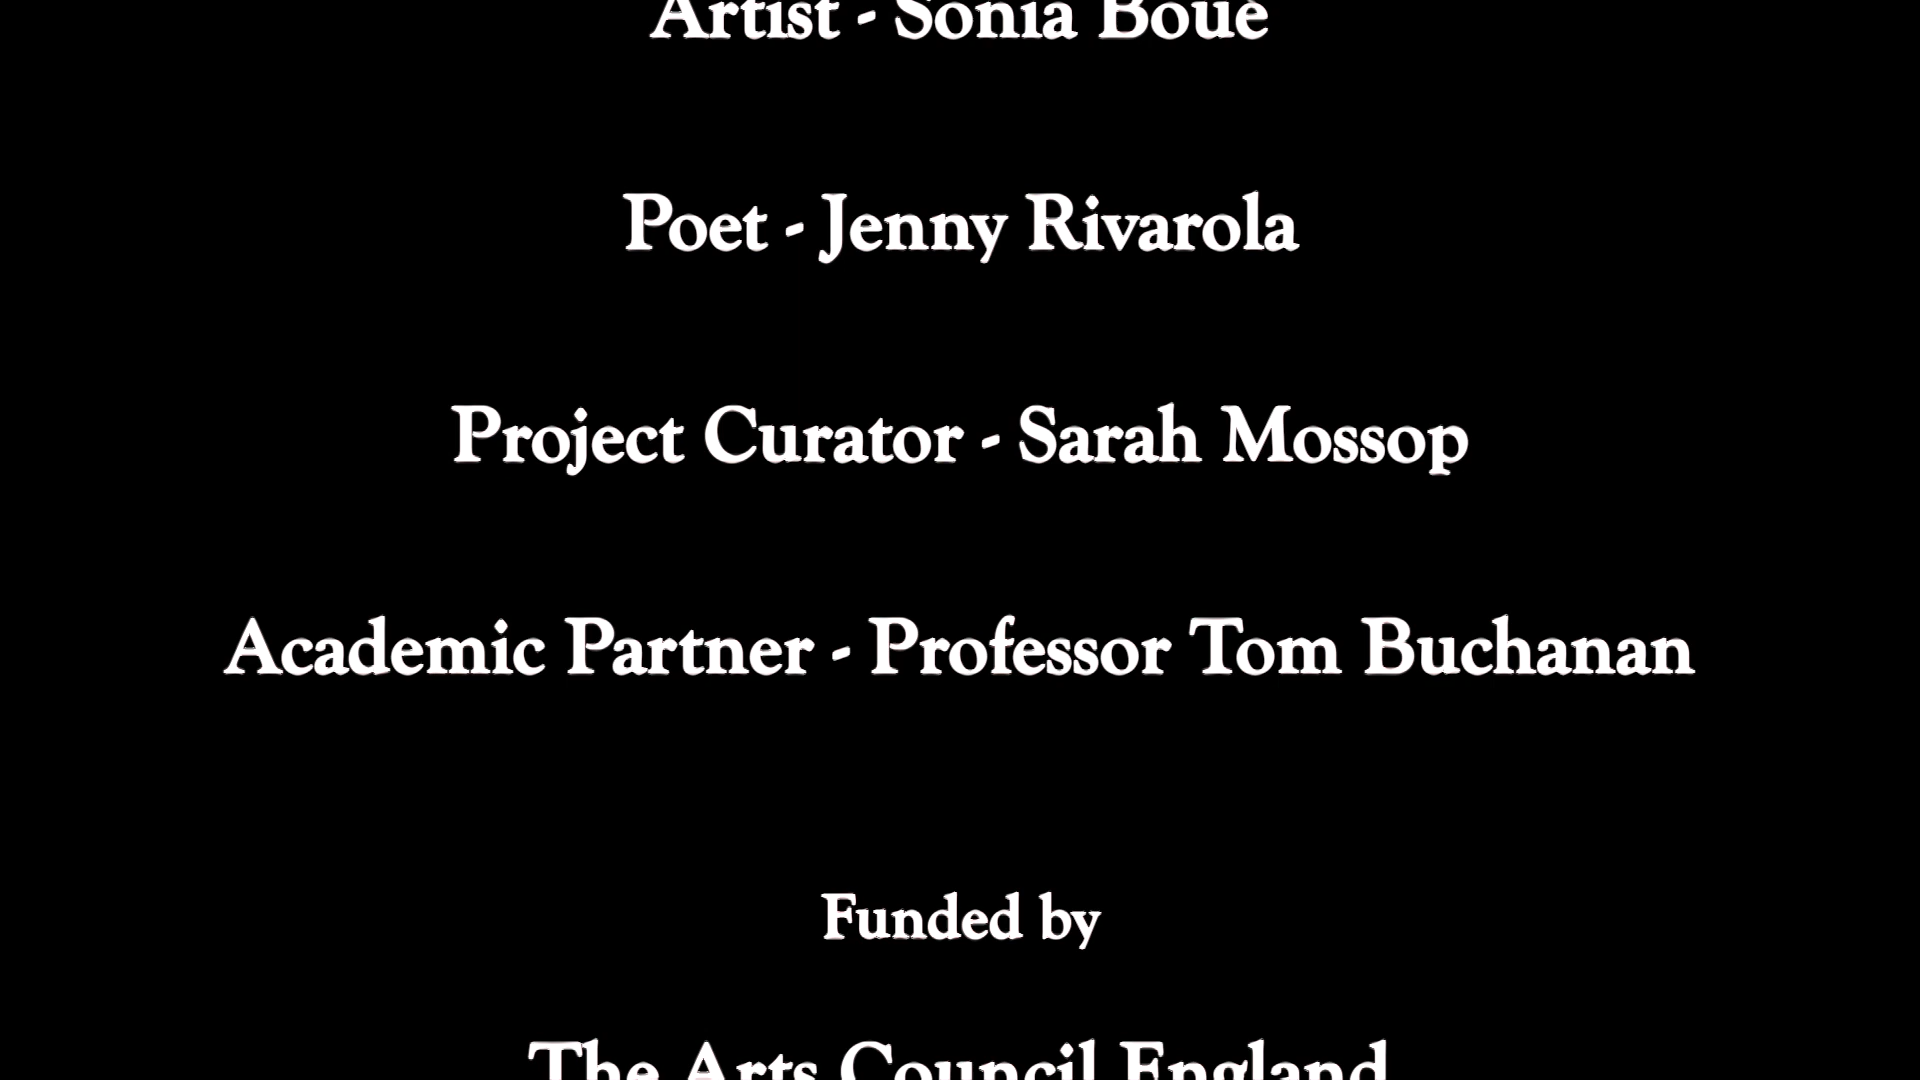 Artist - Sonia Boué
Poet - Jenny Rivarola
Project Curator - Sarah Mossop
Academic Partner - Professor Tom Buchanan
Funded by
The Arts Council England